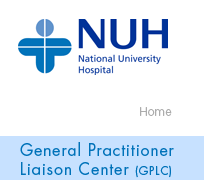 NUH
National University
Hospital
Home
General Practitioner
Liaison Center (GPLC)